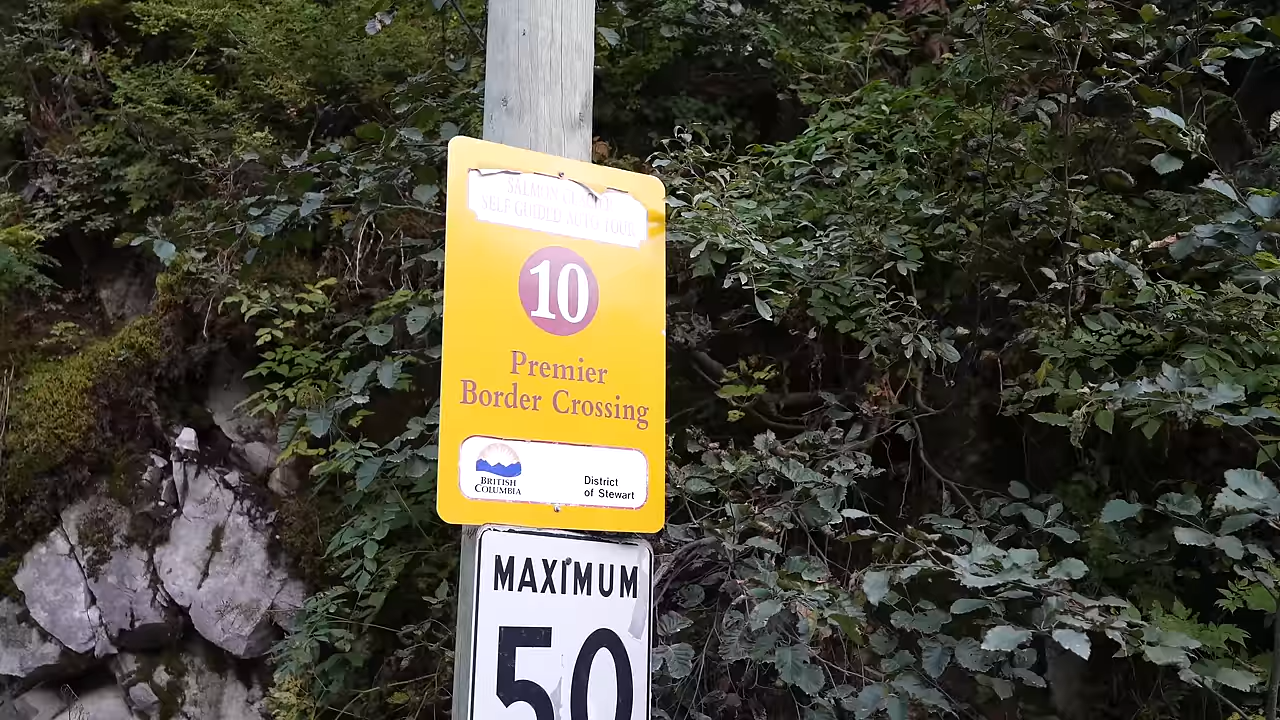 SALMON GLACIER
SELF GUIDED AUTO TOUR
10
Premier
Border Crossing
BRITISH
COLUMBIA
District
of Stewart
MAXIMUM
50